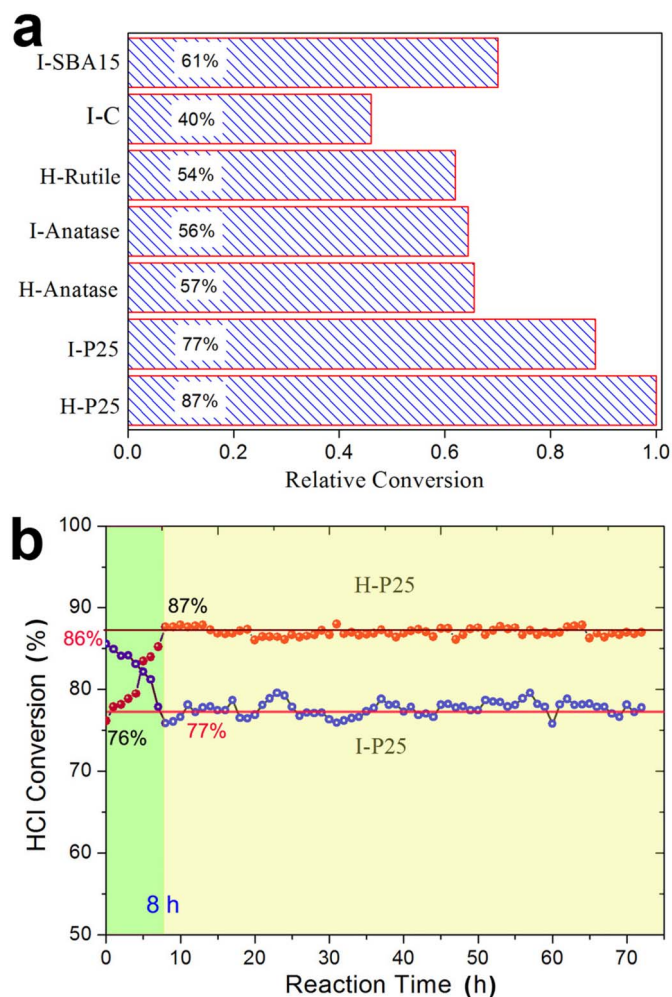 a
I-SBA15 61%
I-C 40%
H-Rutile 54%
I-Anatase 56%
H-Anatase 57%
I-P25 77%
H-P25 87%
0.0 0.2 0.4 0.6 0.8 1.0
Relative Conversion
b
100
90
80
70
60
50
HCl Conversion (%)
86%
76%
87%
77%
H-P25
I-P25
8 h
0 10 20 30 40 50 60 70
Reaction Time (h)